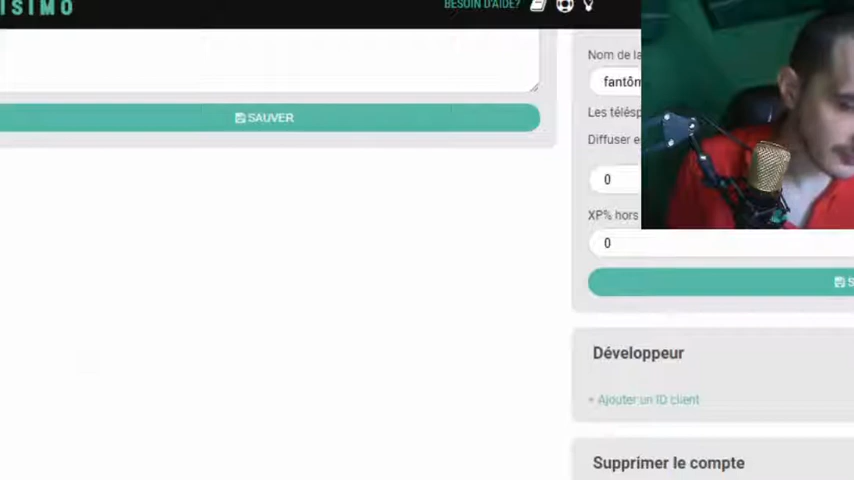 ISIMO
BESOIN D'AIDE?
SAUVER
Nom de la
fantôm
Les télésp
Diffuser e
0
XP% hors
0
S
Développeur
+ Ajouter un ID client
Supprimer le compte